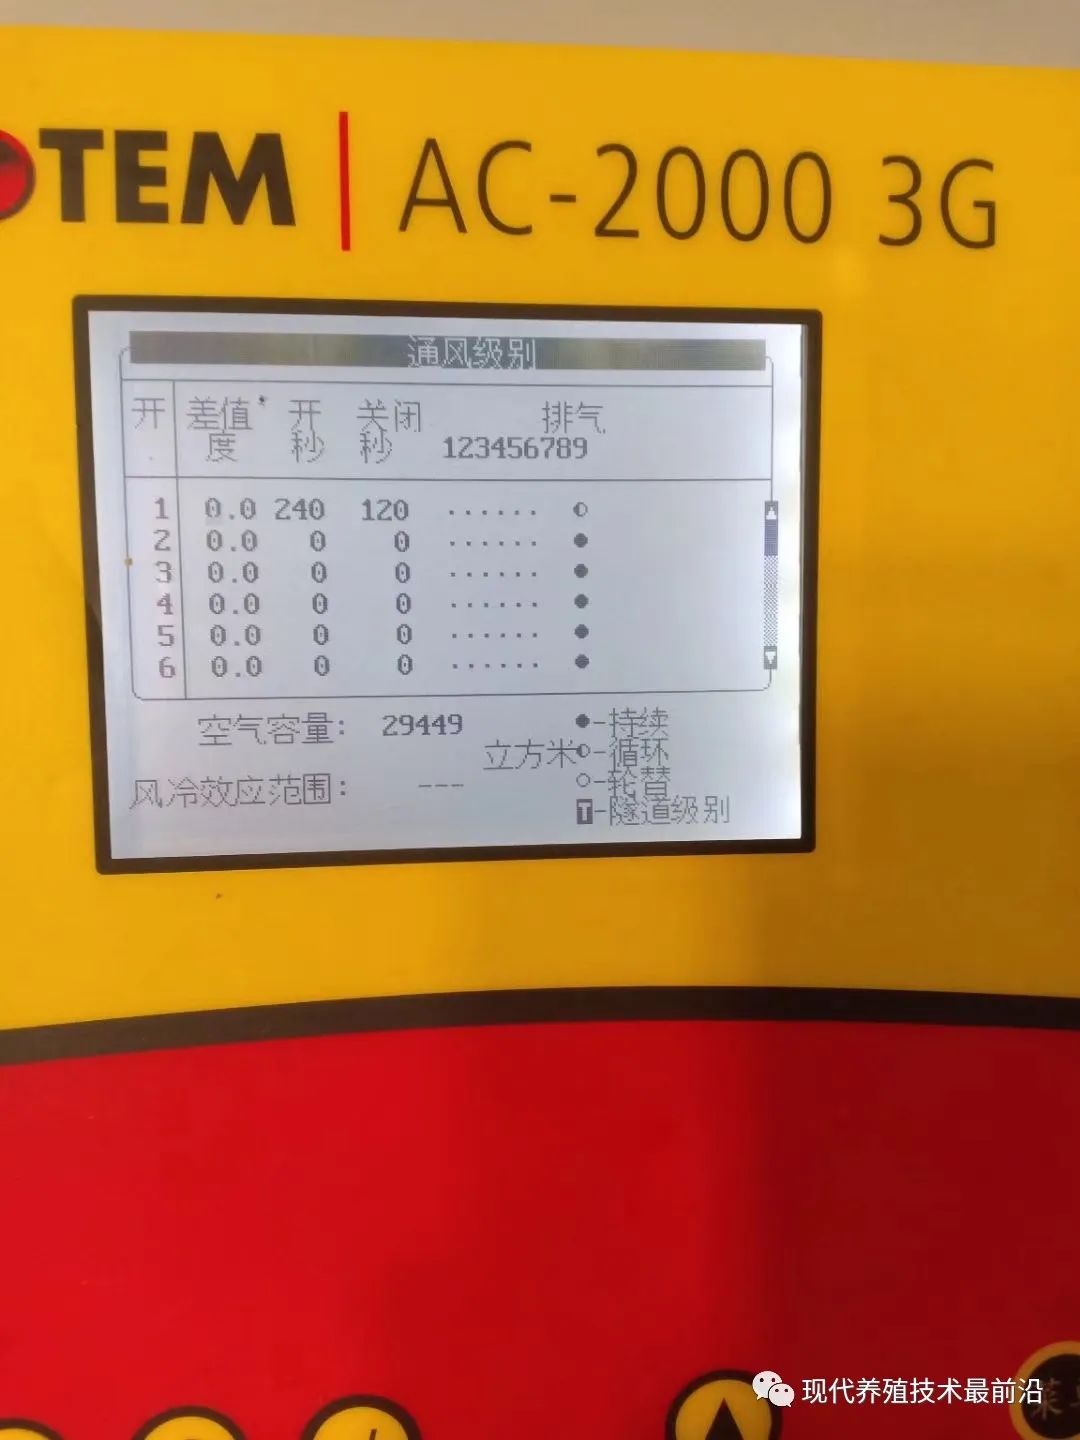 TEM | AC-2000 3G
通风级别
开 差值* 开 关闭 排气
度 秒 秒 123456789
1 0.0 240 120 ...... ◐
2 0.0 0 0 ...... ●
3 0.0 0 0 ...... ●
4 0.0 0 0 ...... ●
5 0.0 0 0 ...... ●
6 0.0 0 0 ...... ●
空气容量: 29449 立方米
风冷效应范围: ---
●-持续
◐-循环
○-轮替
T-隧道级别
现代养殖技术最前沿
菜